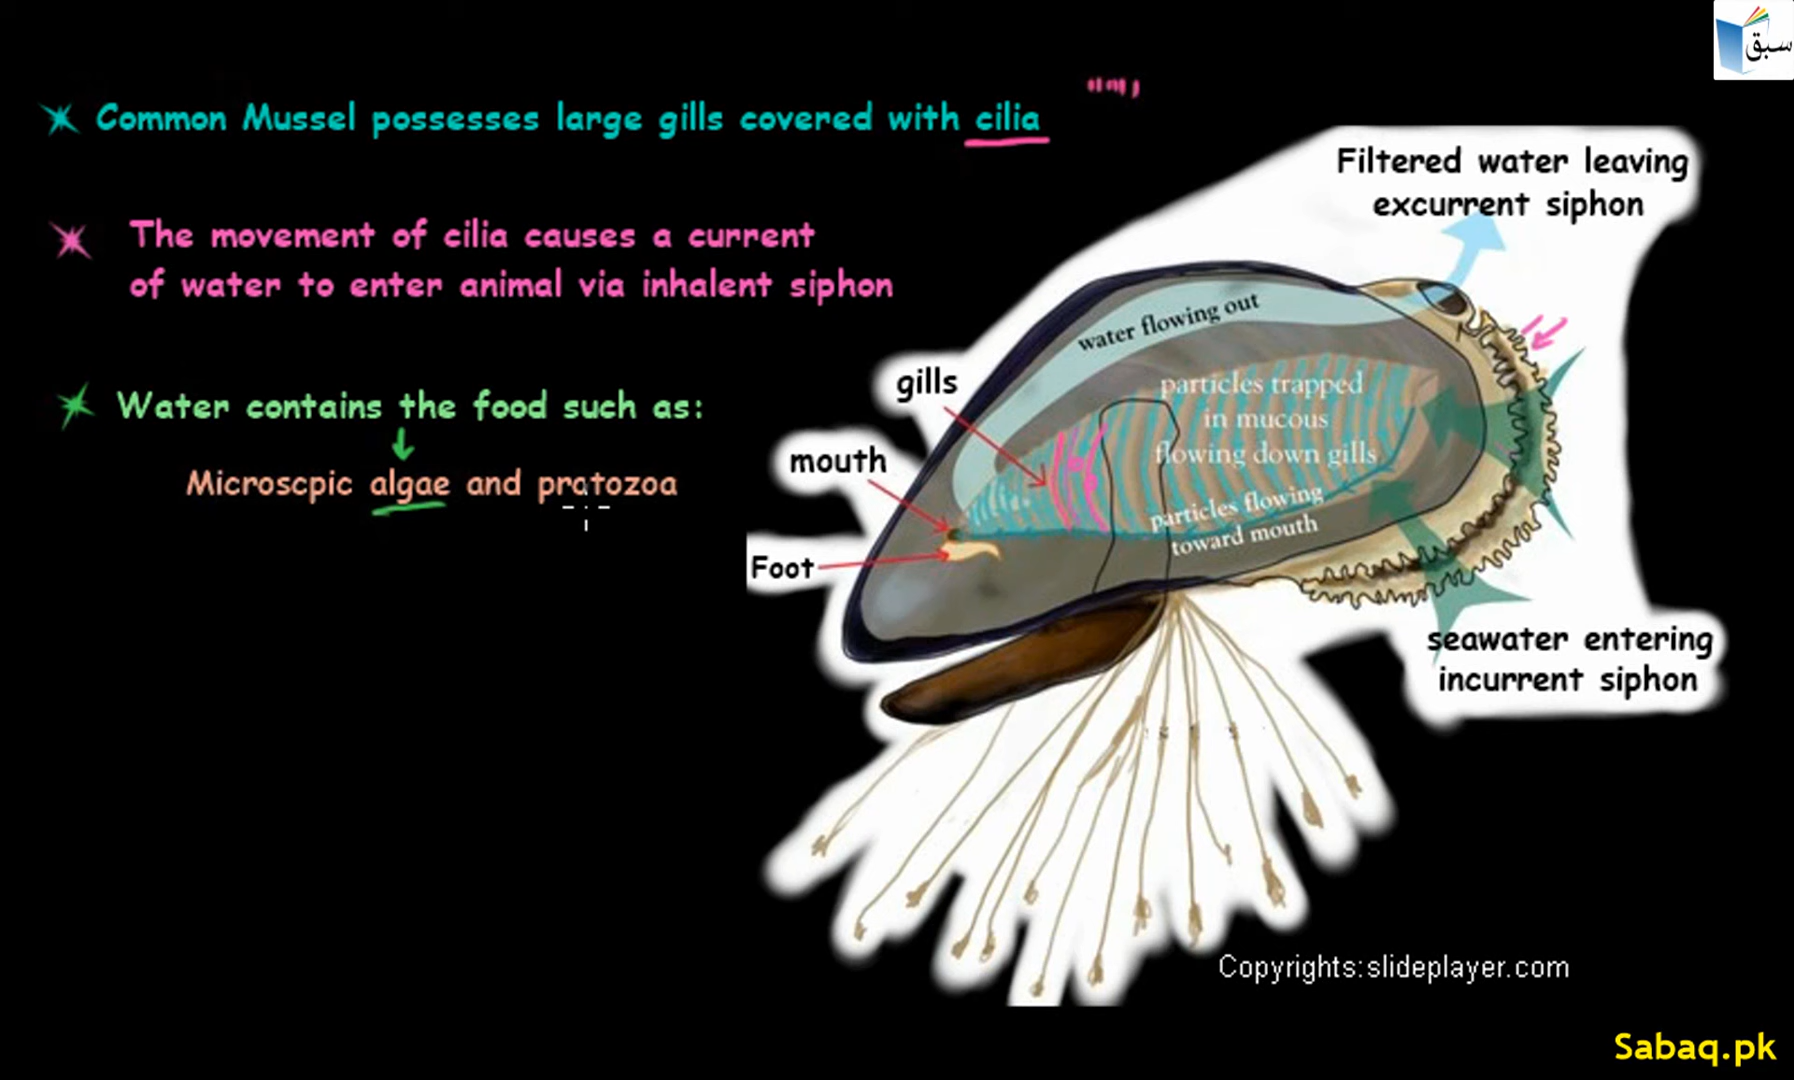 سبق
Common Mussel possesses large gills covered with cilia
The movement of cilia causes a current
of water to enter animal via inhalent siphon
Water contains the food such as:
Microscpic algae and protozoa
Filtered water leaving
excurrent siphon
water flowing out
gills
particles trapped
in mucous
flowing down gills
mouth
particles flowing
toward mouth
Foot
seawater entering
incurrent siphon
Copyrights:slideplayer.com
Sabaq.pk